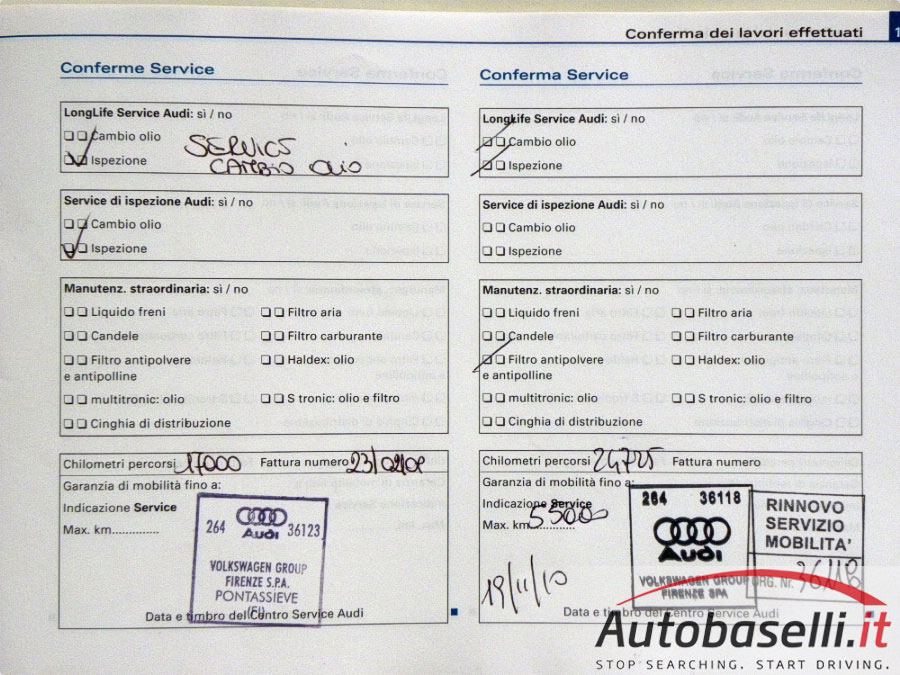 Conferma dei lavori effettuati
1
Conferme Service
LongLife Service Audi: sì / no
Cambio olio
Ispezione
SERVICS
CAMBIO OLIO
Service di ispezione Audi: sì / no
Cambio olio
Ispezione
Manutenz. straordinaria: sì / no
Liquido freni Filtro aria
Candele Filtro carburante
Filtro antipolvere Haldex: olio
e antipolline
multitronic: olio S tronic: olio e filtro
Cinghia di distribuzione
Chilometri percorsi 17000 Fattura numero
Garanzia di mobilità fino a:
Indicazione Service
Max. km..............
264 36123
Audi
VOLKSWAGEN GROUP
FIRENZE S.P.A.
PONTASSIEVE
(FI)
Data e timbro del Centro Service Audi
Conferma Service
LongLife Service Audi: sì / no
Cambio olio
Ispezione
Service di ispezione Audi: sì / no
Cambio olio
Ispezione
Manutenz. straordinaria: sì / no
Liquido freni Filtro aria
Candele Filtro carburante
Filtro antipolvere Haldex: olio
e antipolline
multitronic: olio S tronic: olio e filtro
Cinghia di distribuzione
Chilometri percorsi 24725 Fattura numero
Garanzia di mobilità fino a:
Indicazione Service
Max. km.............. 55000
19/11/10
264 36118
Audi
VOLKSWAGEN GROUP
FIRENZE SPA
RINNOVO
SERVIZIO
MOBILITA'
ORG. Nr. 36118
Data e timbro del Centro Service Audi
Autobaselli.it
STOP SEARCHING. START DRIVING.